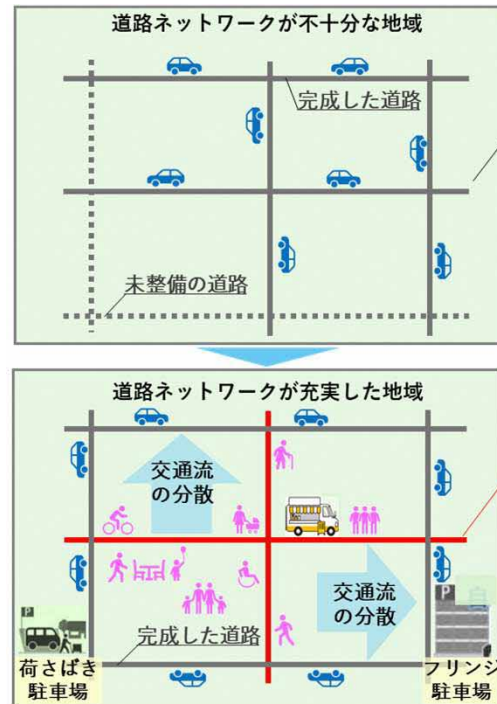 道路ネットワークが不十分な地域
完成した道路
未整備の道路
道路ネットワークが充実した地域
交通流
の分散
交通流
の分散
完成した道路
P
荷さばき
駐車場
P
フリンジ
駐車場